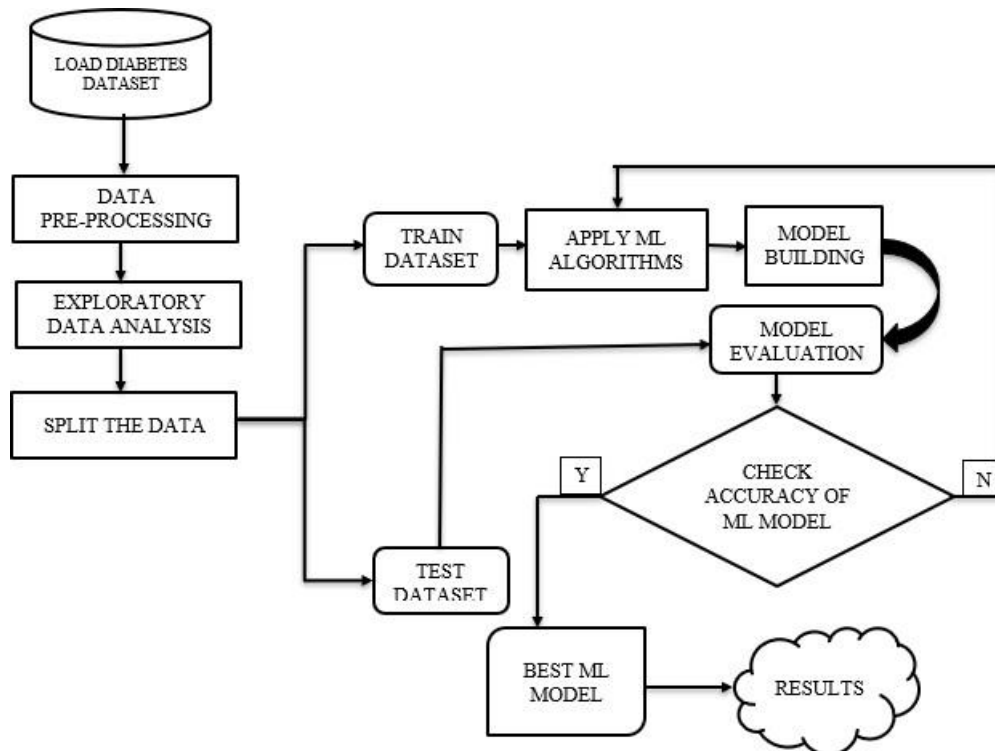 LOAD DIABETES
DATASET
DATA
PRE-PROCESSING
EXPLORATORY
DATA ANALYSIS
SPLIT THE DATA
TRAIN
DATASET
APPLY ML
ALGORITHMS
MODEL
BUILDING
MODEL
EVALUATION
CHECK
ACCURACY OF
ML MODEL
Y
N
TEST
DATASET
BEST ML
MODEL
RESULTS